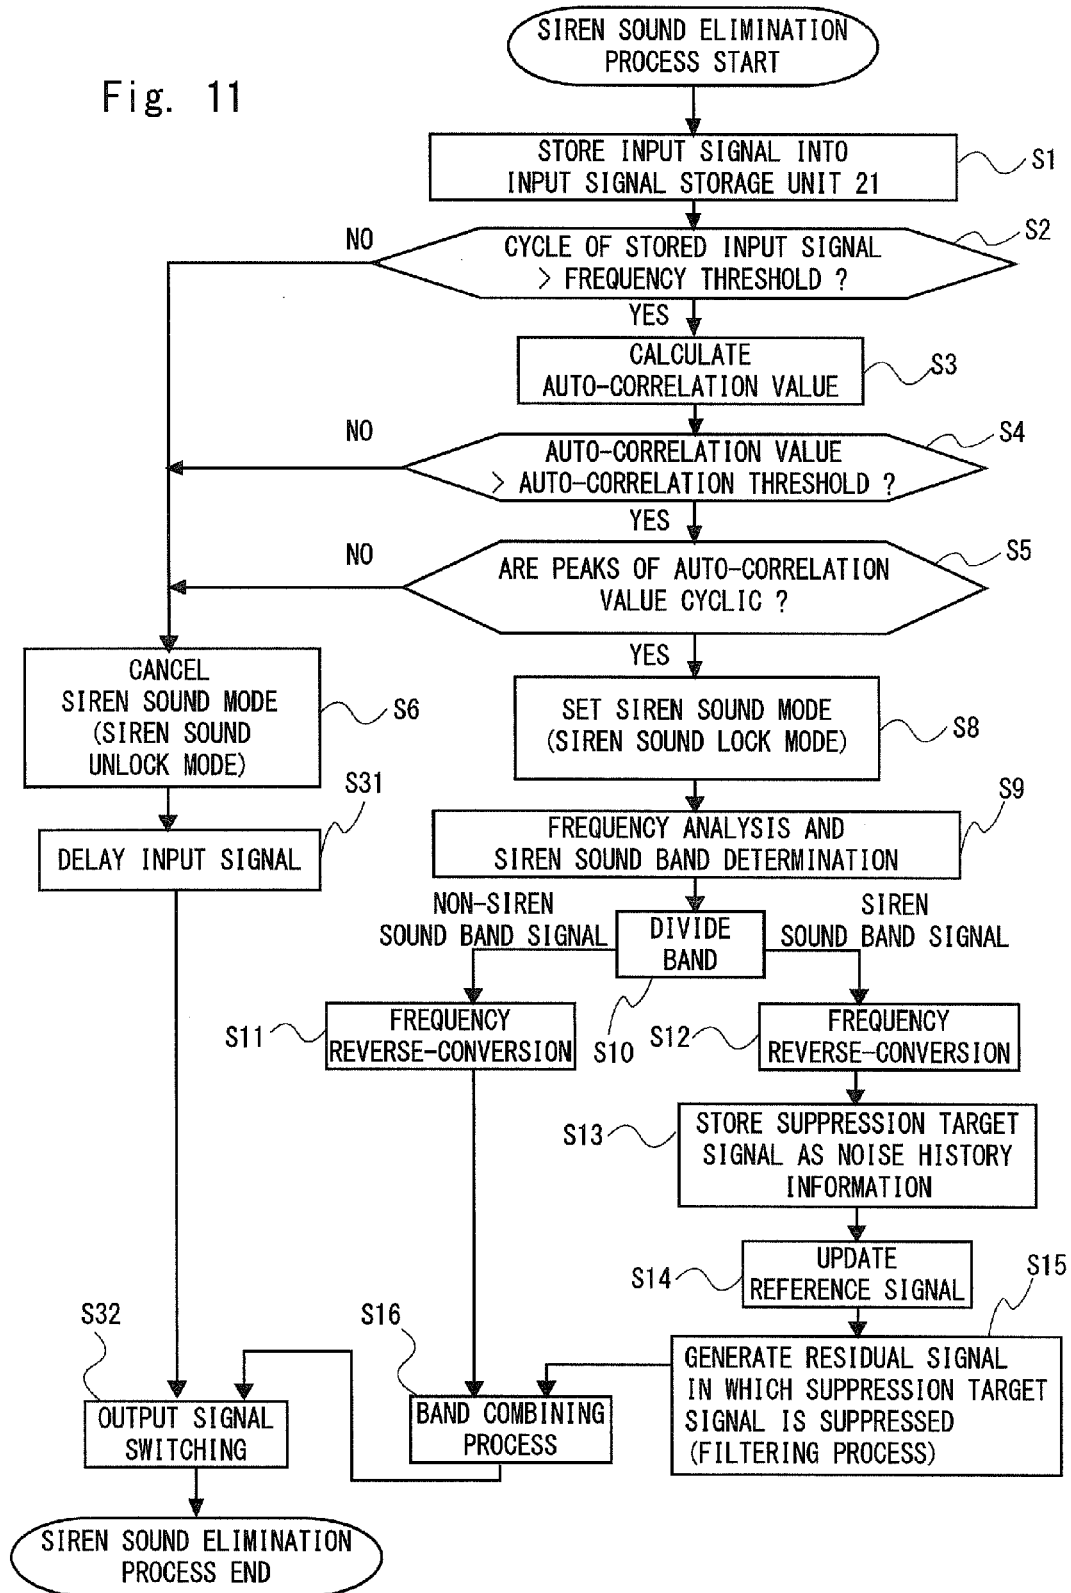 SIREN SOUND ELIMINATION
PROCESS START
Fig. 11
STORE INPUT SIGNAL INTO
INPUT SIGNAL STORAGE UNIT 21
S1
NO
CYCLE OF STORED INPUT SIGNAL
> FREQUENCY THRESHOLD ?
S2
YES
CALCULATE
AUTO-CORRELATION VALUE
S3
NO
AUTO-CORRELATION VALUE
> AUTO-CORRELATION THRESHOLD ?
S4
YES
NO
ARE PEAKS OF AUTO-CORRELATION
VALUE CYCLIC ?
S5
YES
CANCEL
SIREN SOUND MODE
(SIREN SOUND
UNLOCK MODE)
S6
SET SIREN SOUND MODE
(SIREN SOUND LOCK MODE)
S8
S31
DELAY INPUT SIGNAL
S9
FREQUENCY ANALYSIS AND
SIREN SOUND BAND DETERMINATION
NON-SIREN
SOUND BAND SIGNAL
DIVIDE
BAND
SIREN
SOUND BAND SIGNAL
S11
FREQUENCY
REVERSE-CONVERSION
S10
S12
FREQUENCY
REVERSE-CONVERSION
S13
STORE SUPPRESSION TARGET
SIGNAL AS NOISE HISTORY
INFORMATION
S14
UPDATE
REFERENCE SIGNAL
S15
S32
S16
GENERATE RESIDUAL SIGNAL
IN WHICH SUPPRESSION TARGET
SIGNAL IS SUPPRESSED
(FILTERING PROCESS)
OUTPUT SIGNAL
SWITCHING
BAND COMBINING
PROCESS
SIREN SOUND ELIMINATION
PROCESS END